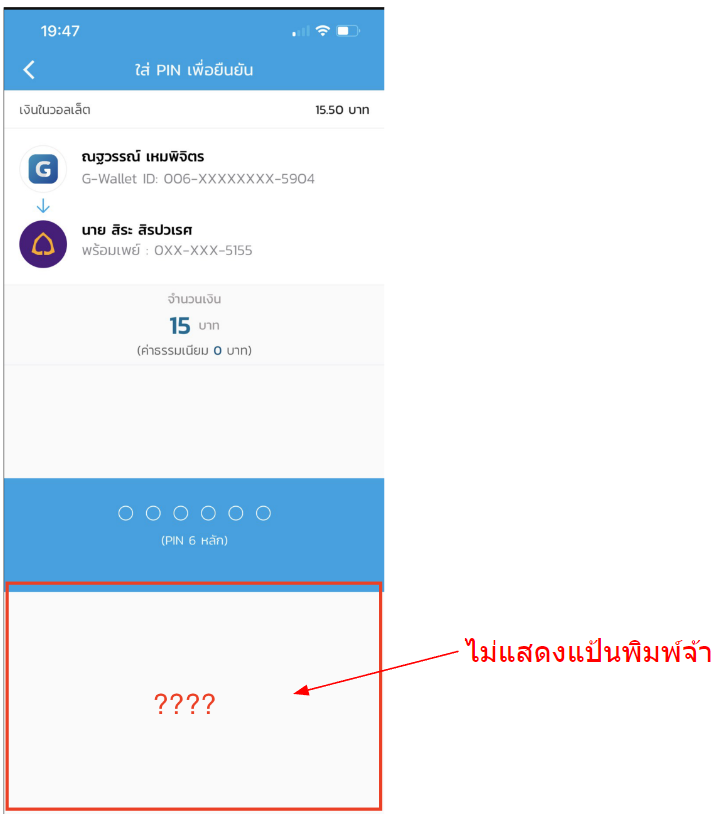 19:47
ใส่ PIN เพื่อยืนยัน
เงินในวอลเล็ต 15.50 บาท
G
ณฐวรรณ์ เหมพิจิตร
G-Wallet ID: 006-XXXXXXXX-5904
นาย สิระ สิรปวเรศ
พร้อมเพย์ : 0XX-XXX-5155
จำนวนเงิน
15 บาท
(ค่าธรรมเนียม 0 บาท)
(PIN 6 หลัก)
ไม่แสดงแป้นพิมพ์จ้า
????